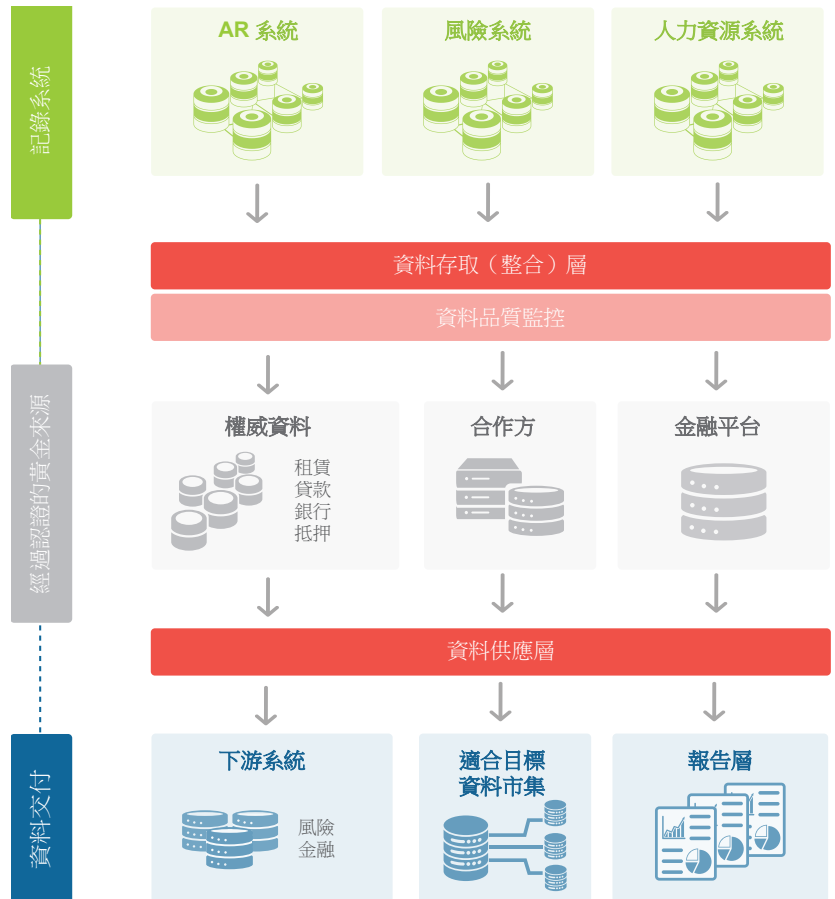 記錄系統
AR 系統
風險系統
人力資源系統
資料存取（整合）層
資料品質監控
經過認證的黃金來源
權威資料
租賃
貸款
銀行
抵押
合作方
金融平台
資料供應層
資料交付
下游系統
風險
金融
適合目標
資料市集
報告層